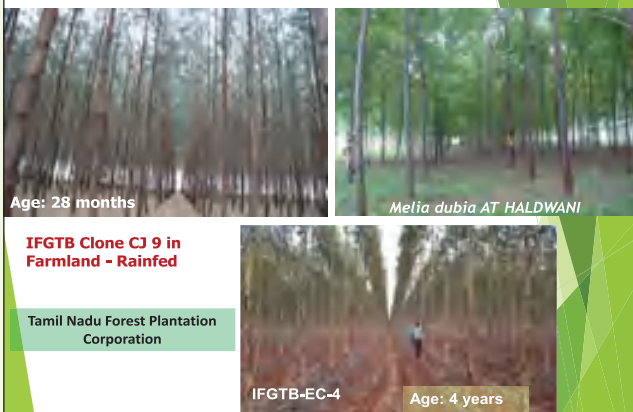 Age: 28 months
Melia dubia AT HALDWANI
IFGTB Clone CJ 9 in
Farmland - Rainfed
Tamil Nadu Forest Plantation
Corporation
IFGTB-EC-4
Age: 4 years